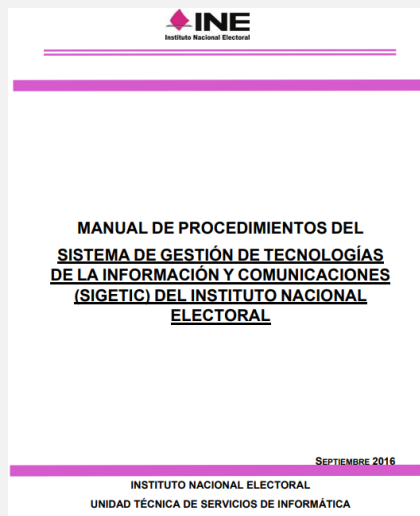 INE
Instituto Nacional Electoral
MANUAL DE PROCEDIMIENTOS DEL
SISTEMA DE GESTIÓN DE TECNOLOGÍAS
DE LA INFORMACIÓN Y COMUNICACIONES
(SIGETIC) DEL INSTITUTO NACIONAL
ELECTORAL
SEPTIEMBRE 2016
INSTITUTO NACIONAL ELECTORAL
UNIDAD TÉCNICA DE SERVICIOS DE INFORMÁTICA